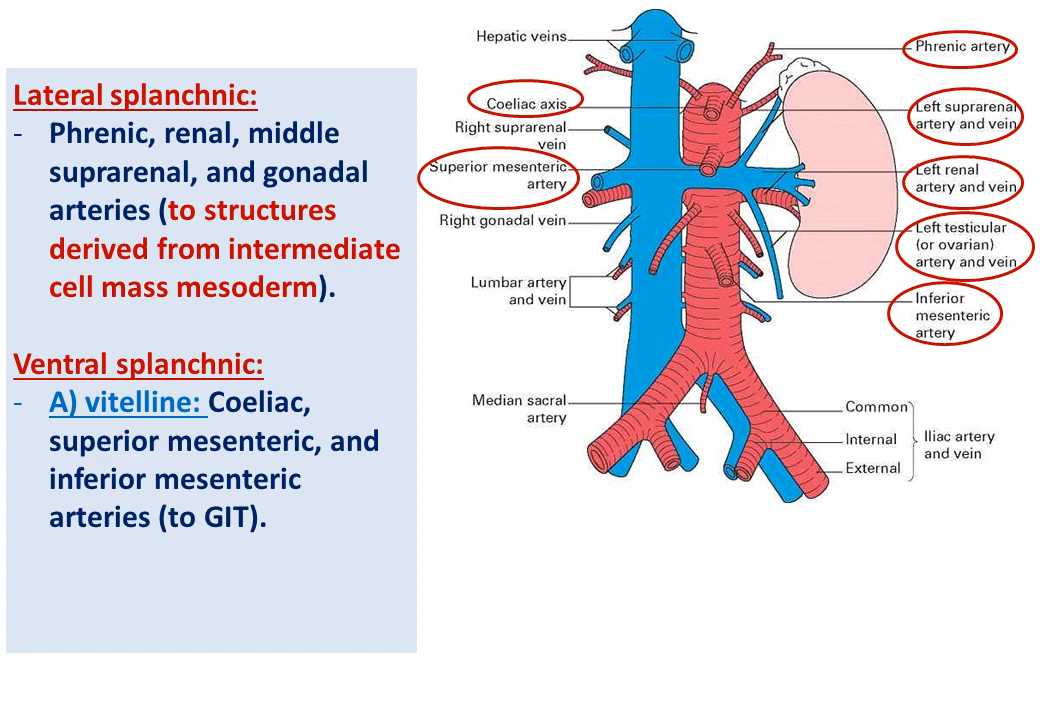 Lateral splanchnic:
- Phrenic, renal, middle
suprarenal, and gonadal
arteries (to structures
derived from intermediate
cell mass mesoderm).
Ventral splanchnic:
- A) vitelline: Coeliac,
superior mesenteric, and
inferior mesenteric
arteries (to GIT).
Hepatic veins
Coeliac axis
Right suprarenal
vein
Superior mesenteric
artery
Right gonadal vein
Lumbar artery
and vein
Median sacral
artery
Phrenic artery
Left suprarenal
artery and vein
Left renal
artery and vein
Left testicular
(or ovarian)
artery and vein
Inferior
mesenteric
artery
Common
Internal
External
Iliac artery
and vein